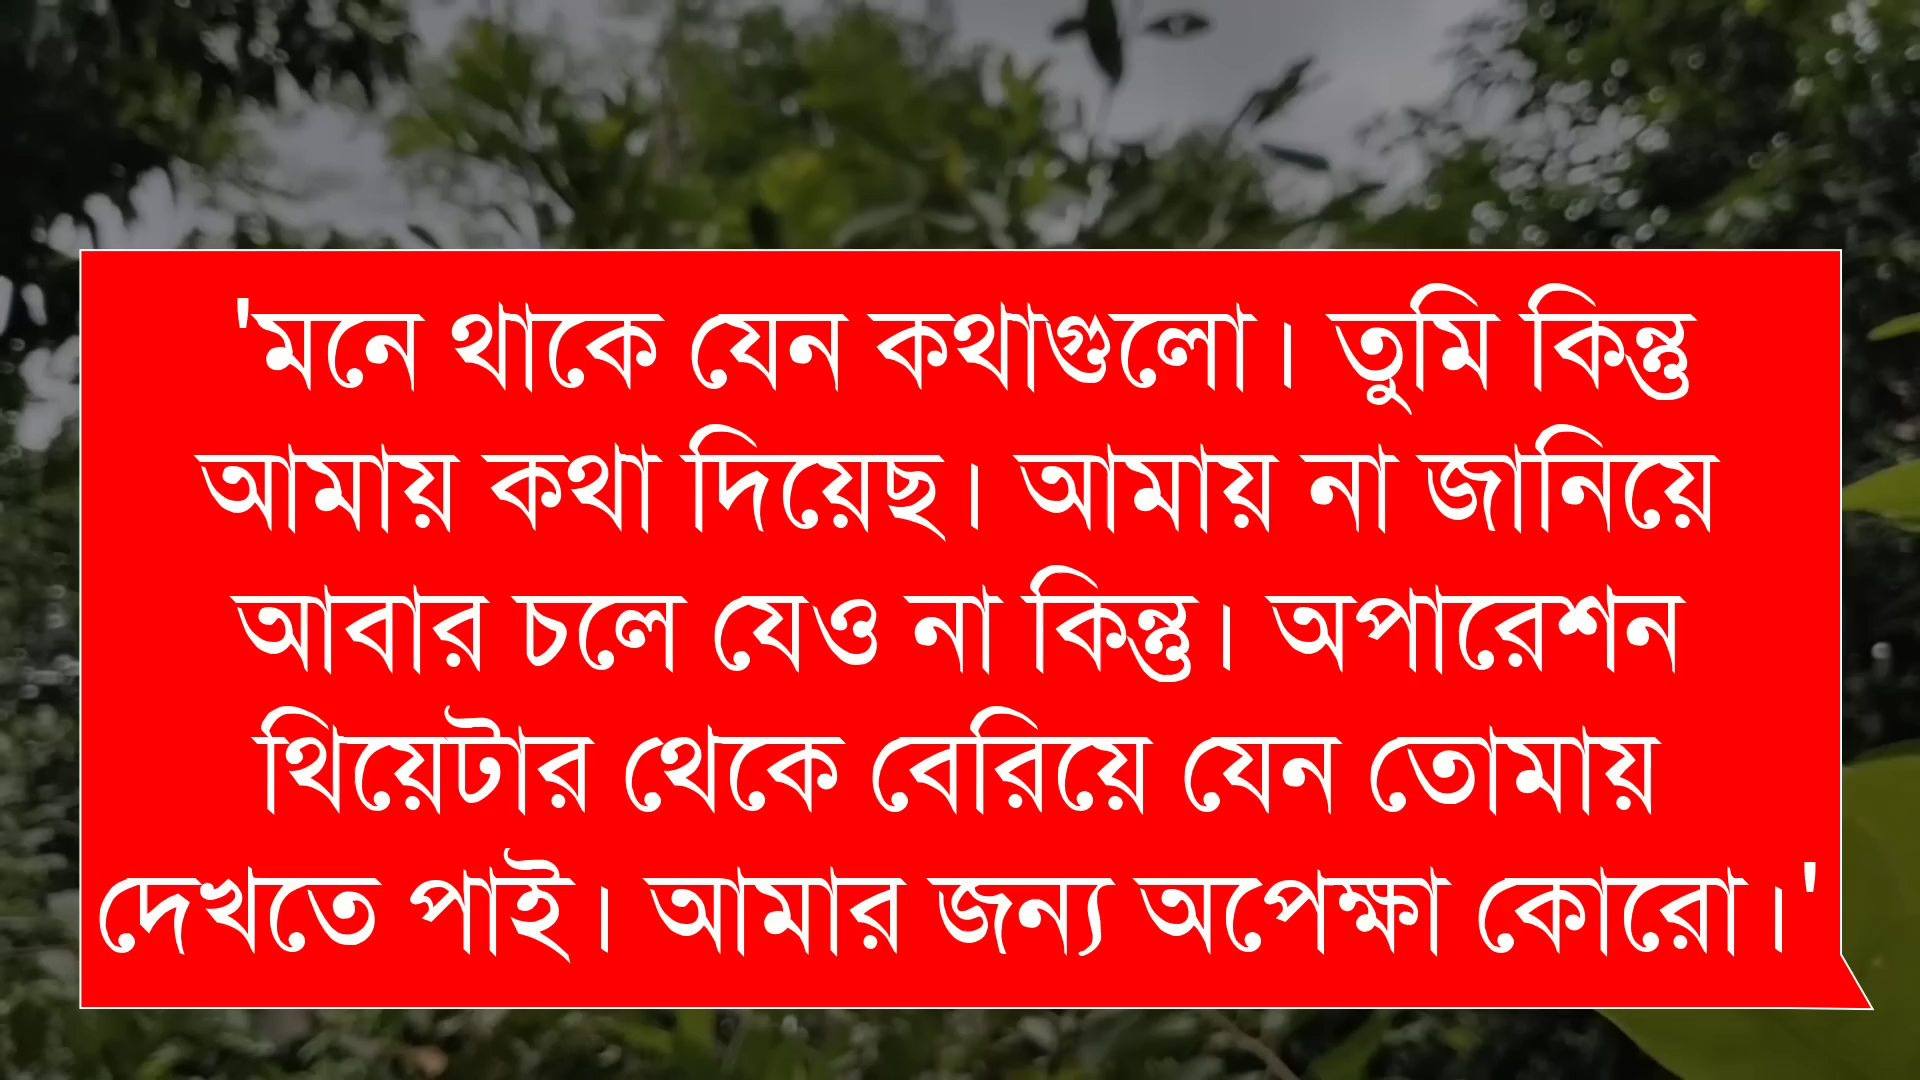 'মনে থাকে যেন কথাগুলো। তুমি কিন্তু
আমায় কথা দিয়েছ। আমায় না জানিয়ে
আবার চলে যেও না কিন্তু। অপারেশন
থিয়েটার থেকে বেরিয়ে যেন তোমায়
দেখতে পাই। আমার জন্য অপেক্ষা কোরো।'